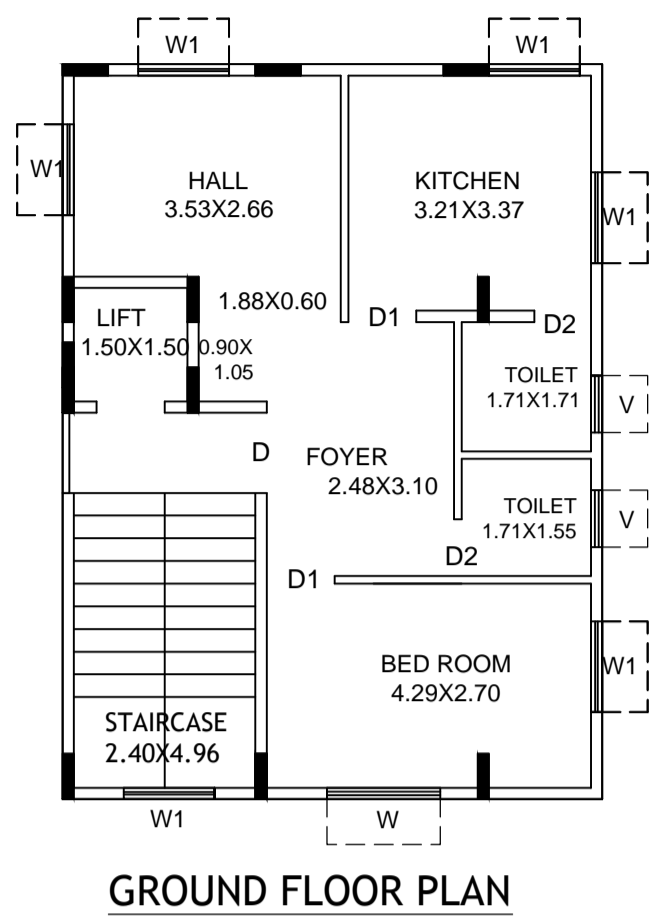 W1
W1
W1
HALL
3.53X2.66
KITCHEN
3.21X3.37
W1
1.88X0.60
LIFT
1.50X1.50
0.90X
1.05
D1
D2
TOILET
1.71X1.71
V
D
FOYER
2.48X3.10
TOILET
1.71X1.55
V
D2
D1
BED ROOM
4.29X2.70
W1
STAIRCASE
2.40X4.96
W1
W
GROUND FLOOR PLAN